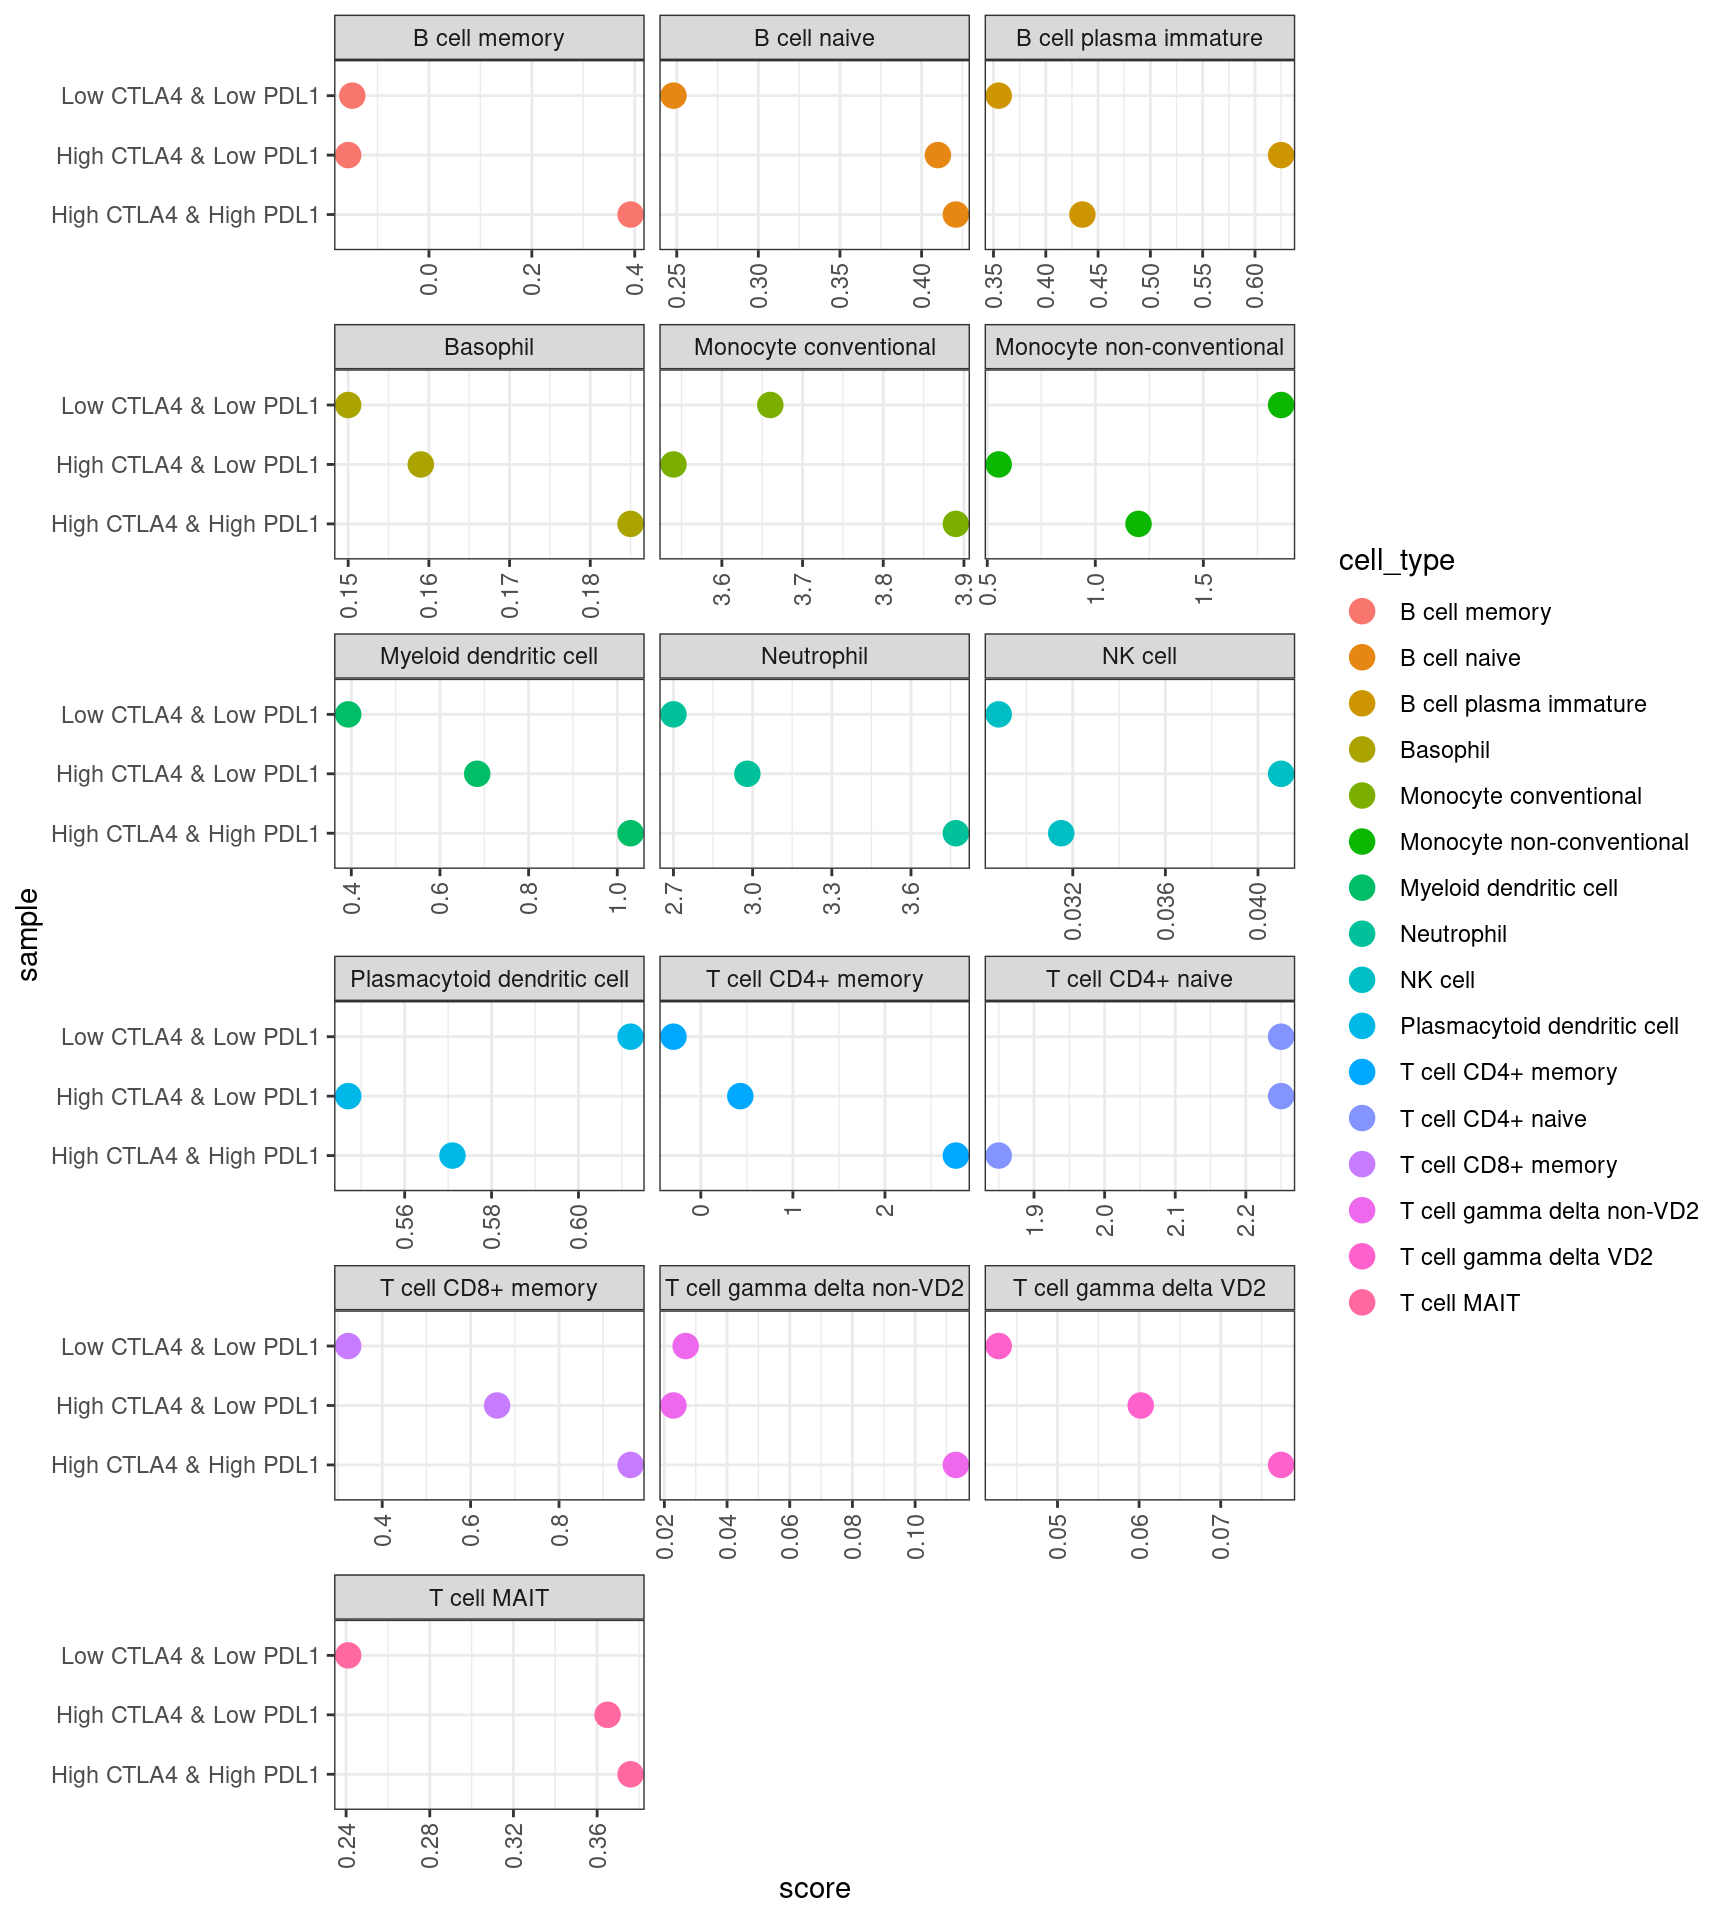 B cell memory
B cell naive
B cell plasma immature
Low CTLA4 & Low PDL1
High CTLA4 & Low PDL1
High CTLA4 & High PDL1
0.0
0.2
0.4
0.25
0.30
0.35
0.40
0.35
0.40
0.45
0.50
0.55
0.60
Basophil
Monocyte conventional
Monocyte non-conventional
Low CTLA4 & Low PDL1
High CTLA4 & Low PDL1
High CTLA4 & High PDL1
0.15
0.16
0.17
0.18
3.6
3.7
3.8
3.9
0.5
1.0
1.5
Myeloid dendritic cell
Neutrophil
NK cell
Low CTLA4 & Low PDL1
High CTLA4 & Low PDL1
High CTLA4 & High PDL1
0.4
0.6
0.8
1.0
2.7
3.0
3.3
3.6
0.032
0.036
0.040
Plasmacytoid dendritic cell
T cell CD4+ memory
T cell CD4+ naive
Low CTLA4 & Low PDL1
High CTLA4 & Low PDL1
High CTLA4 & High PDL1
0.56
0.58
0.60
0
1
2
1.9
2.0
2.1
2.2
T cell CD8+ memory
T cell gamma delta non-VD2
T cell gamma delta VD2
Low CTLA4 & Low PDL1
High CTLA4 & Low PDL1
High CTLA4 & High PDL1
0.4
0.6
0.8
0.02
0.04
0.06
0.08
0.10
0.05
0.06
0.07
T cell MAIT
Low CTLA4 & Low PDL1
High CTLA4 & Low PDL1
High CTLA4 & High PDL1
0.24
0.28
0.32
0.36
score
sample
cell_type
B cell memory
B cell naive
B cell plasma immature
Basophil
Monocyte conventional
Monocyte non-conventional
Myeloid dendritic cell
Neutrophil
NK cell
Plasmacytoid dendritic cell
T cell CD4+ memory
T cell CD4+ naive
T cell CD8+ memory
T cell gamma delta non-VD2
T cell gamma delta VD2
T cell MAIT